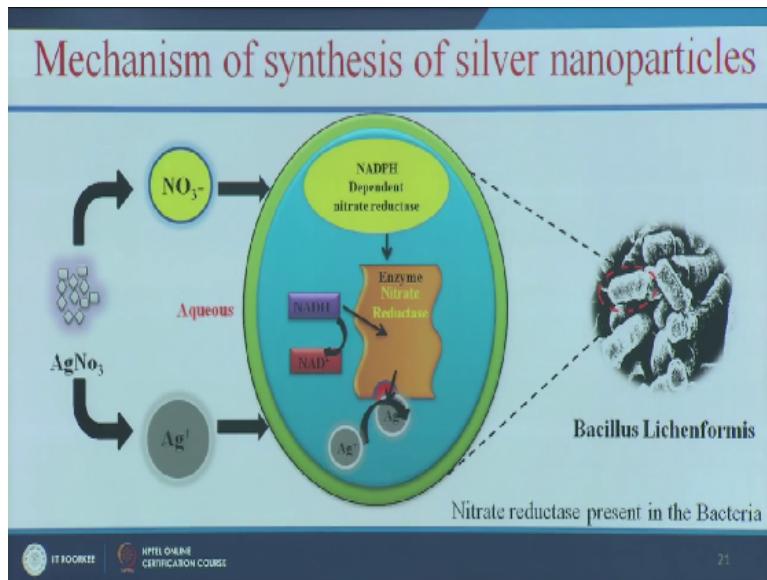 Mechanism of synthesis of silver nanoparticles
NO₃⁻
NADPH
Dependent
nitrate reductase
Enzyme
Nitrate
Reductase
NADH
NAD⁺
Aqueous
AgNo₃
Ag⁺
Ag⁺
Ag
Bacillus Lichenformis
Nitrate reductase present in the Bacteria
IIT ROORKEE
NPTEL ONLINE
CERTIFICATION COURSE
21